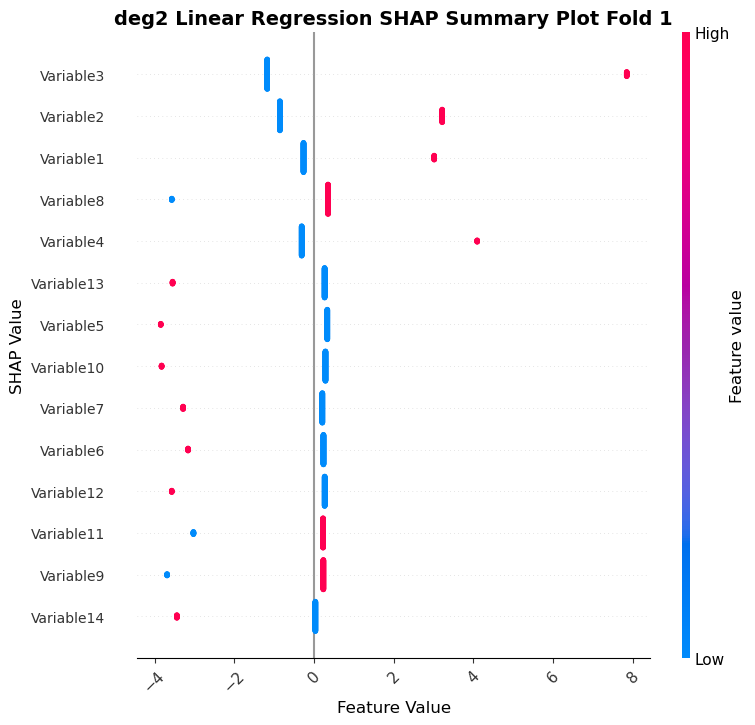 deg2 Linear Regression SHAP Summary Plot Fold 1
High
Variable3
Variable2
Variable1
Variable8
Variable4
Variable13
Variable5
Variable10
Variable7
Variable6
Variable12
Variable11
Variable9
Variable14
SHAP Value
Feature value
Low
−4 −2 0 2 4 6 8
Feature Value